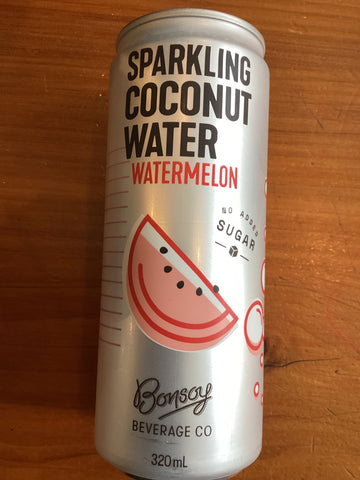 SPARKLING
COCONUT
WATER
WATERMELON
NO ADDED
SUGAR
Bonsoy
BEVERAGE CO
320mL